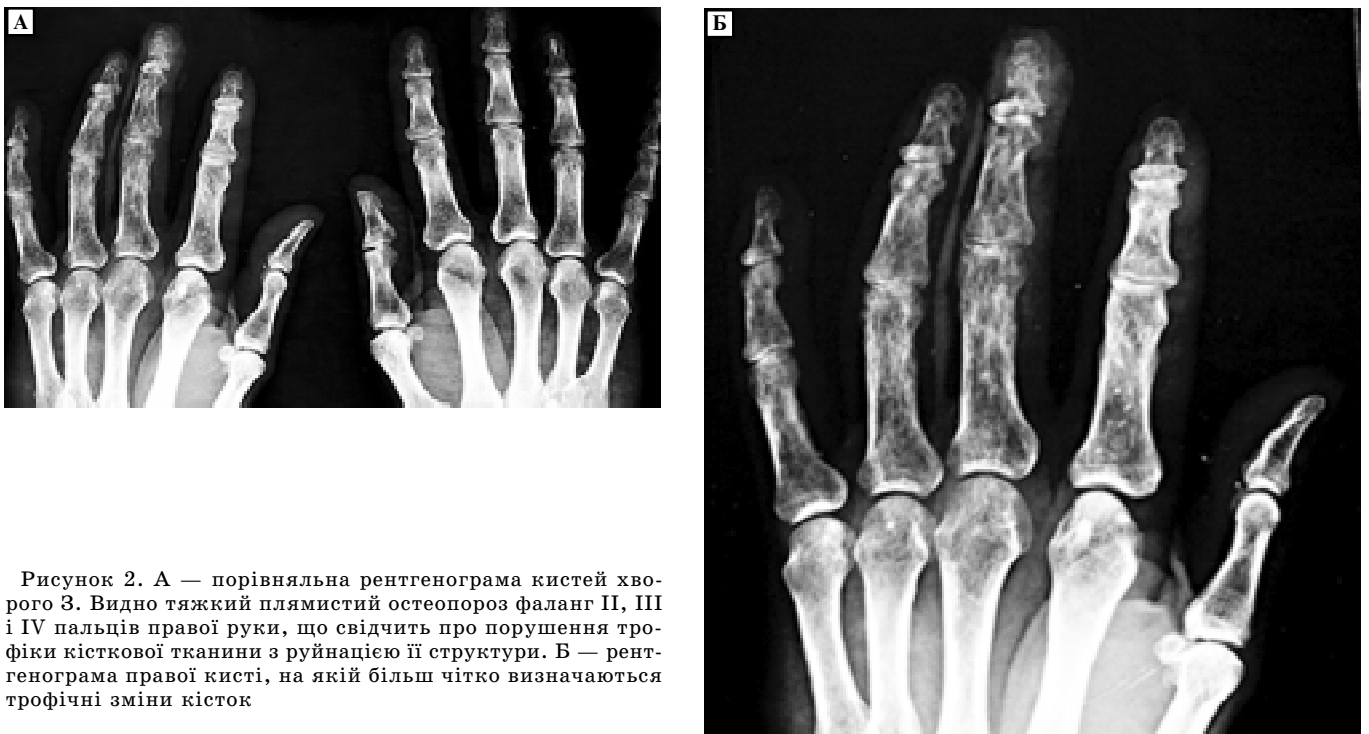 А
Б
Рисунок 2. А — порівняльна рентгенограма кистей хво-
рого З. Видно тяжкий плямистий остеопороз фаланг II, III
і IV пальців правої руки, що свідчить про порушення тро-
фіки кісткової тканини з руйнацією її структури. Б — рент-
генограма правої кисті, на якій більш чітко визначаються
трофічні зміни кісток